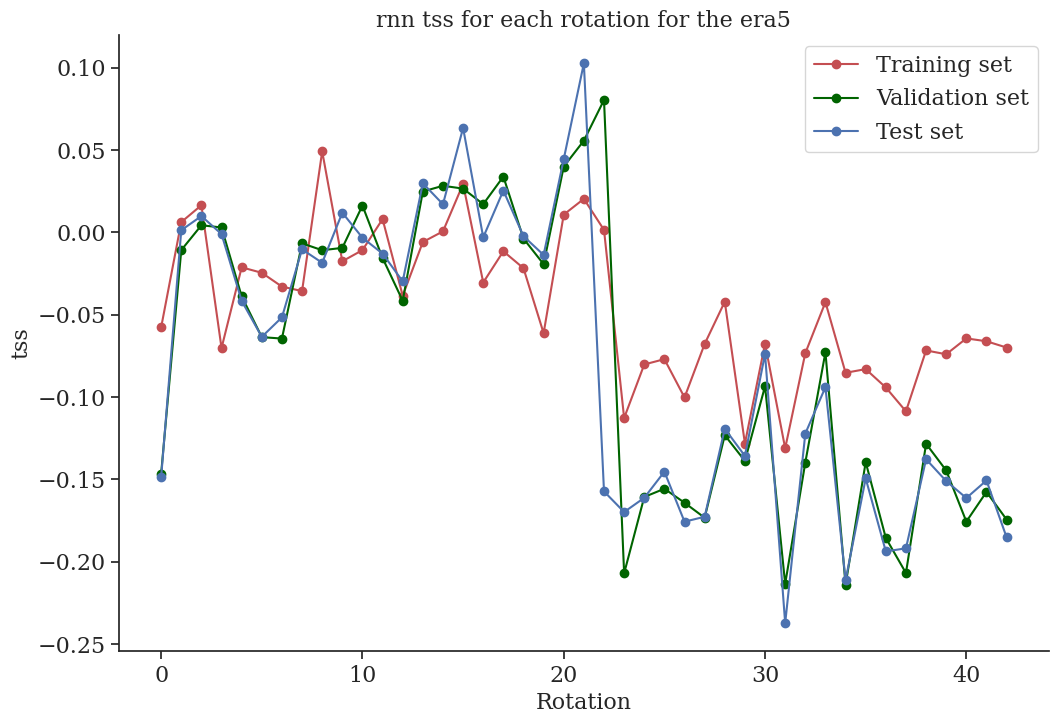 rnn tss for each rotation for the era5
Training set
Validation set
Test set
0.10
0.05
0.00
−0.05
−0.10
−0.15
−0.20
−0.25
tss
0 10 20 30 40
Rotation